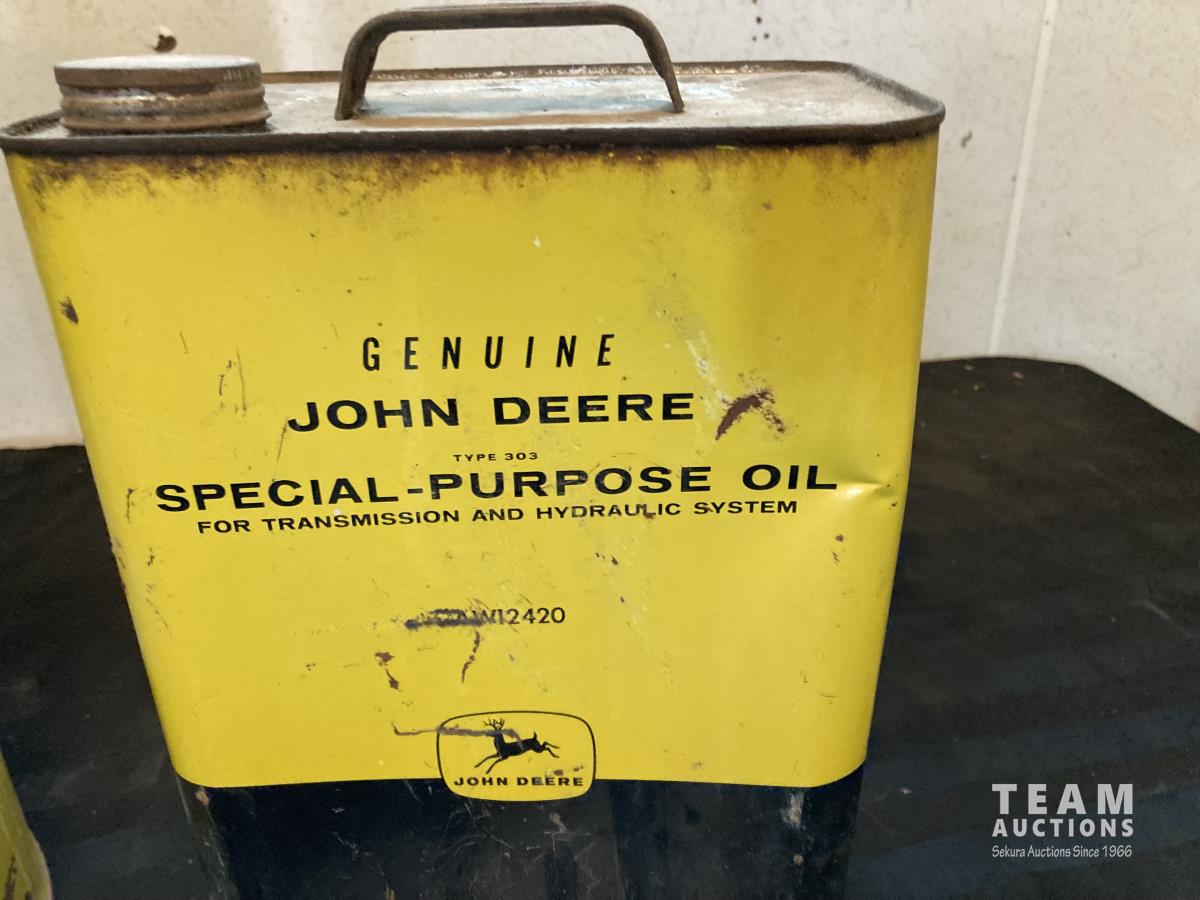 GENUINE
JOHN DEERE
TYPE 303
SPECIAL-PURPOSE OIL
FOR TRANSMISSION AND HYDRAULIC SYSTEM
JOHN DEERE
TEAM
AUCTIONS
Sekura Auctions Since 1966